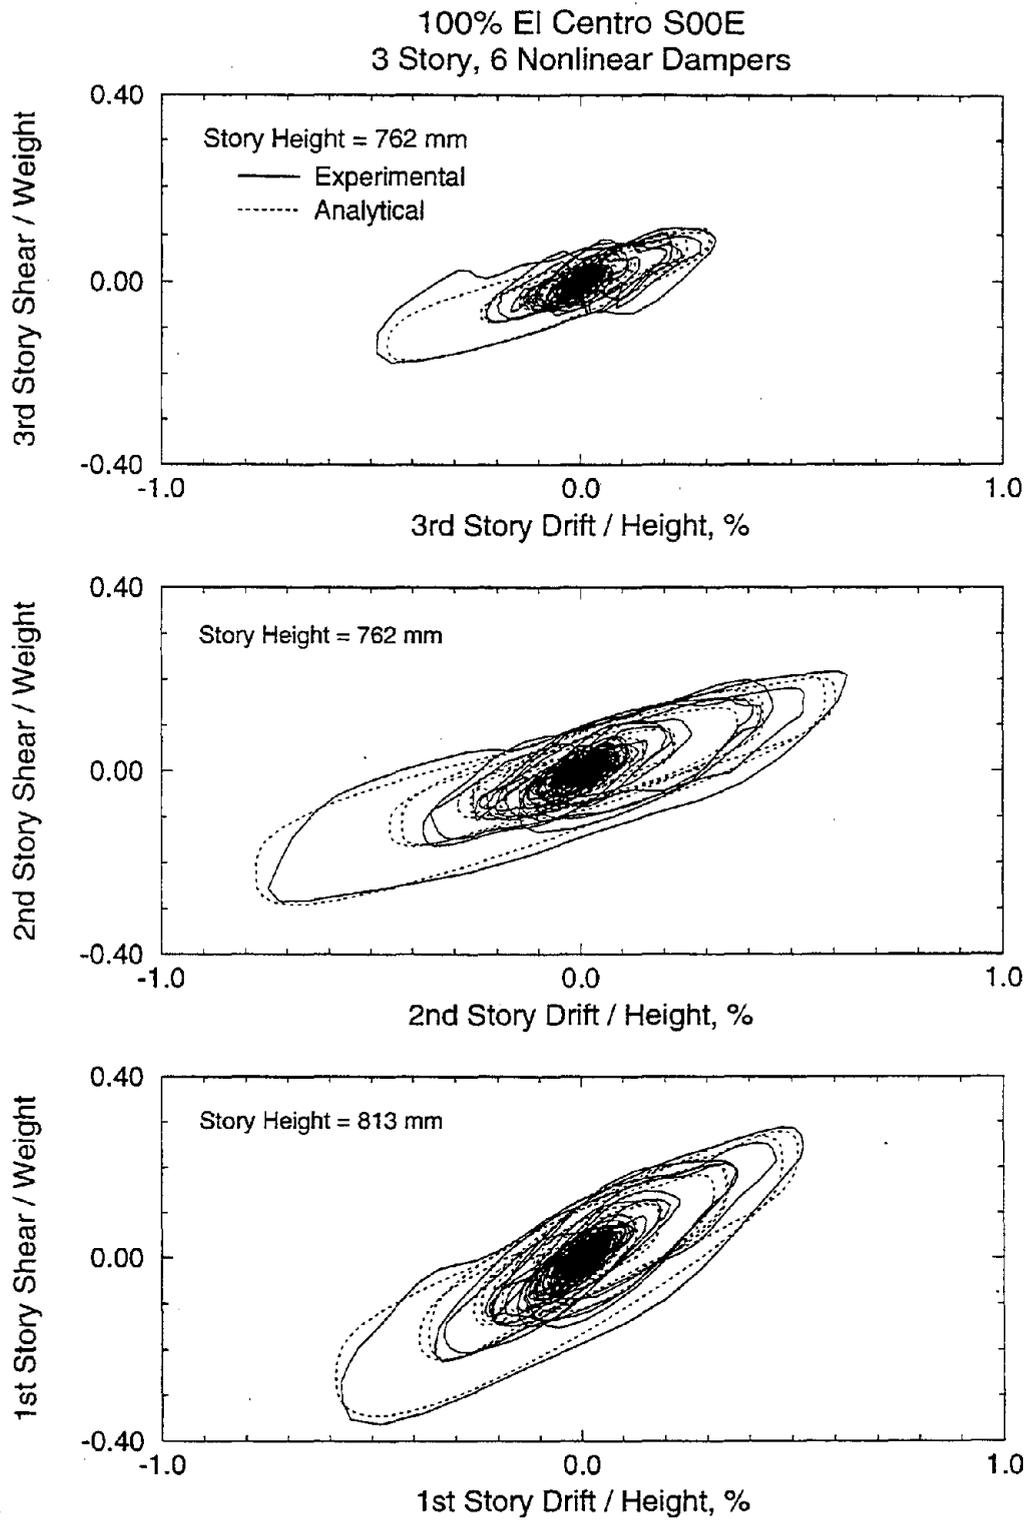 100% El Centro S00E
3 Story, 6 Nonlinear Dampers
3rd Story Shear / Weight
0.40
0.00
-0.40
Story Height = 762 mm
Experimental
Analytical
-1.0 0.0 1.0
3rd Story Drift / Height, %
2nd Story Shear / Weight
0.40
0.00
-0.40
Story Height = 762 mm
-1.0 0.0 1.0
2nd Story Drift / Height, %
1st Story Shear / Weight
0.40
0.00
-0.40
Story Height = 813 mm
-1.0 0.0 1.0
1st Story Drift / Height, %